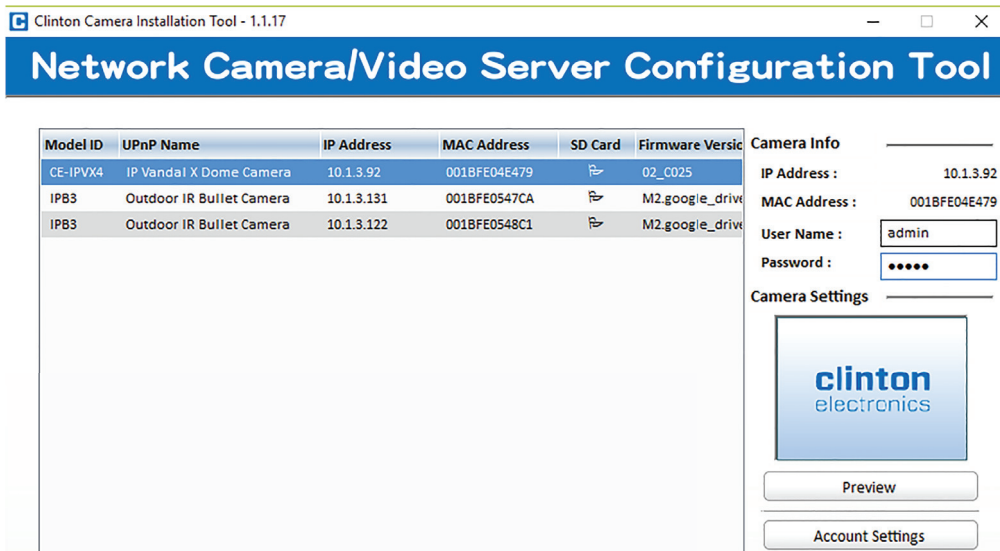 Clinton Camera Installation Tool - 1.1.17
Network Camera/Video Server Configuration Tool
Model ID UPnP Name IP Address MAC Address SD Card Firmware Versic
CE-IPVX4 IP Vandal X Dome Camera 10.1.3.92 001BFE04E479 02_C025
IPB3 Outdoor IR Bullet Camera 10.1.3.131 001BFE0547CA M2.google_drive
IPB3 Outdoor IR Bullet Camera 10.1.3.122 001BFE0548C1 M2.google_drive
Camera Info
IP Address : 10.1.3.92
MAC Address : 001BFE04E479
User Name : admin
Password : •••••
Camera Settings
clinton
electronics
Preview
Account Settings